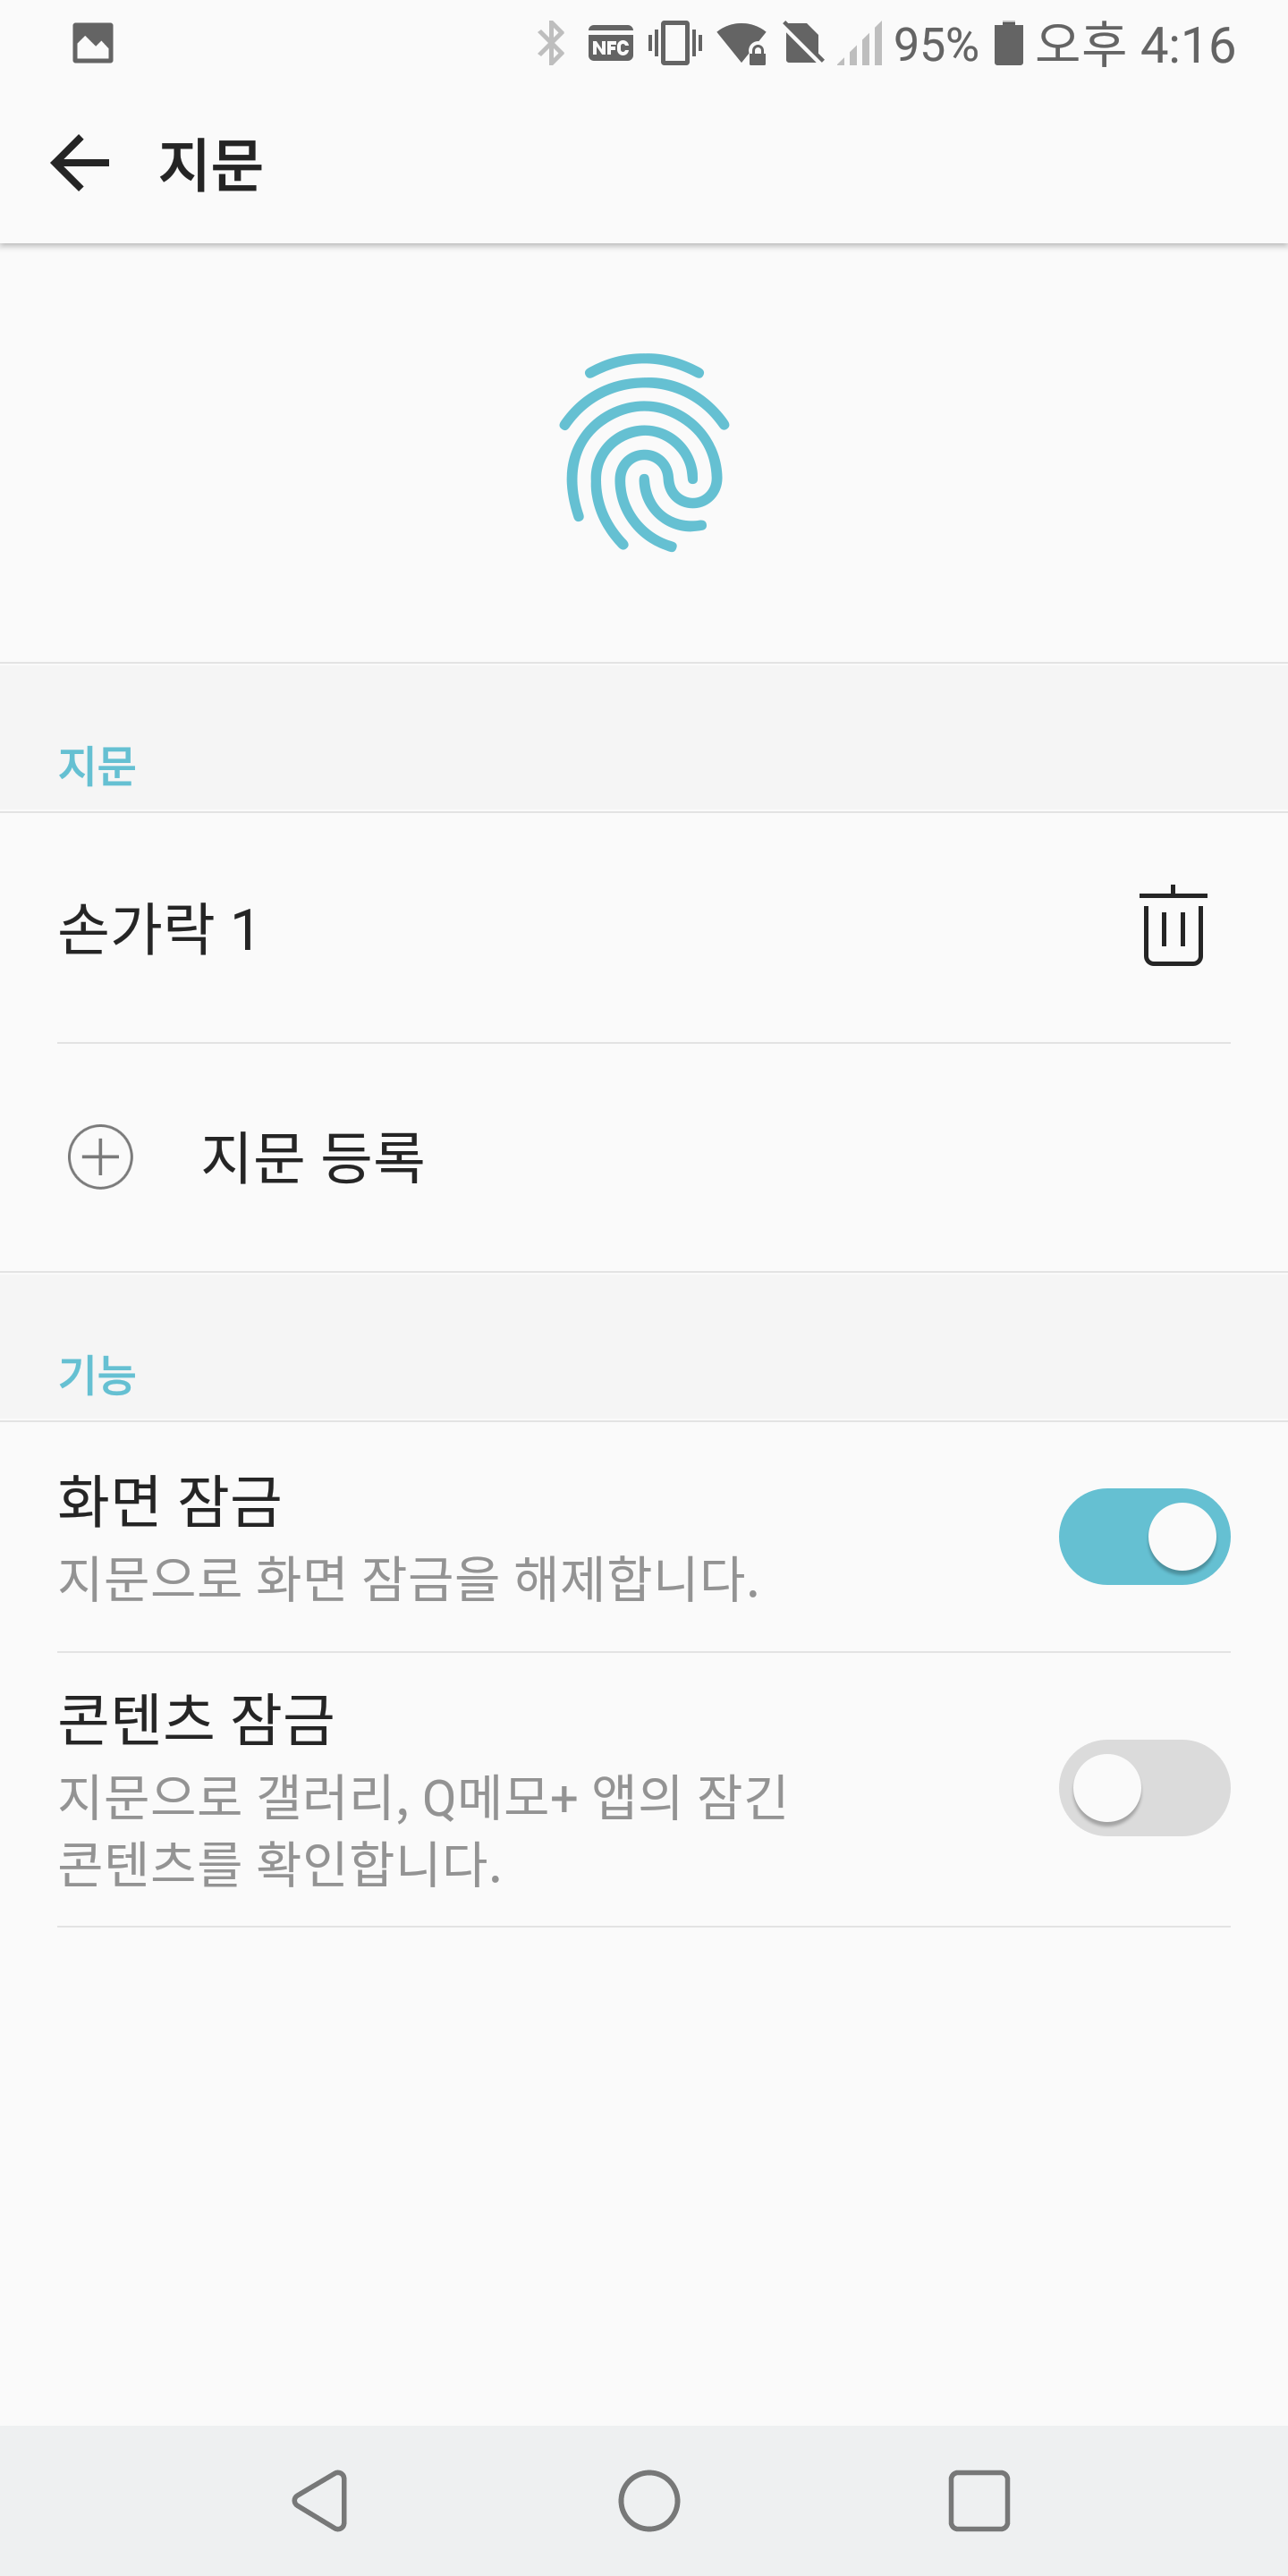 NFC 95% 오후 4:16
지문
지문
손가락 1
지문 등록
기능
화면 잠금
지문으로 화면 잠금을 해제합니다.
콘텐츠 잠금
지문으로 갤러리, Q메모+ 앱의 잠긴
콘텐츠를 확인합니다.